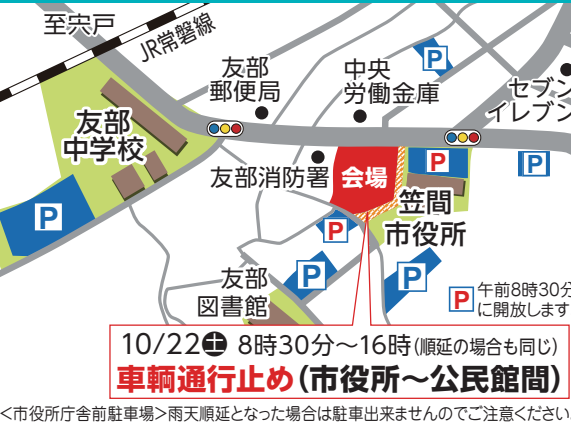 至宍戸
JR常磐線
友部
郵便局
中央
労働金庫
P
セブン
イレブン
友部
中学校
友部消防署
会場
P
P
笠間
市役所
P
P
P
P
友部
図書館
P 午前8時30分
に開放します
10/22土 8時30分〜16時(順延の場合も同じ)
車輌通行止め(市役所〜公民館間)
<市役所庁舎前駐車場>雨天順延となった場合は駐車出来ませんのでご注意ください